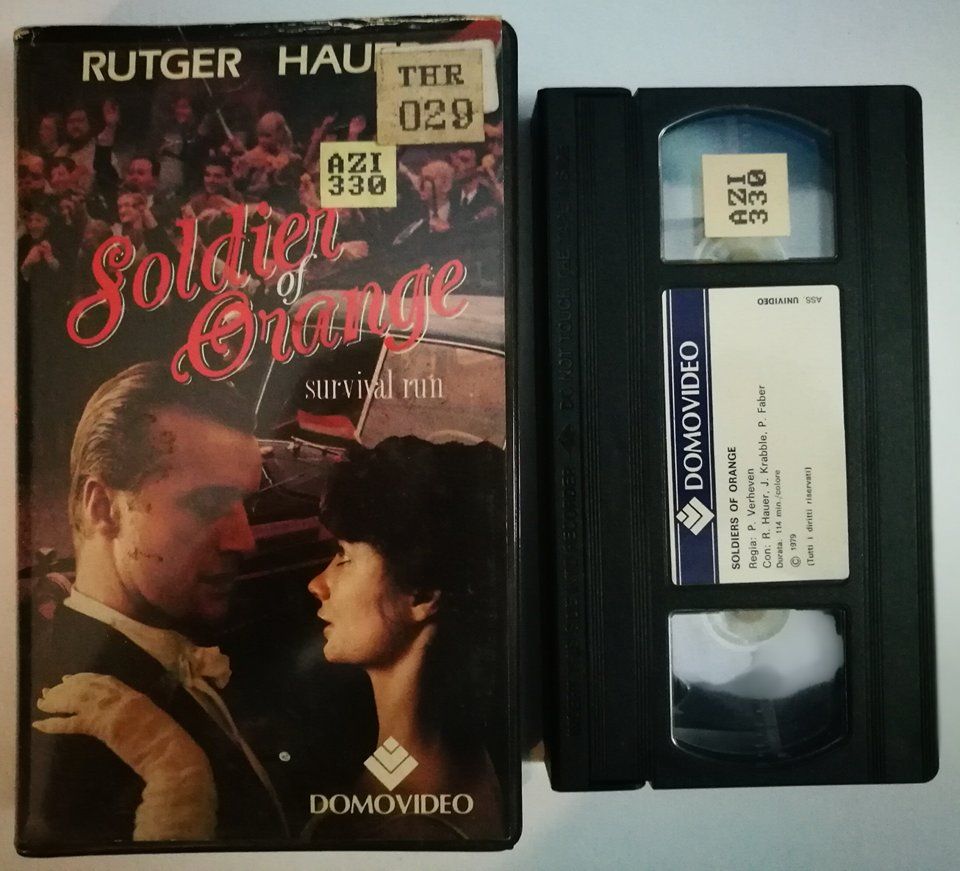 RUTGER HAUE
THR
029
AZI
330
Soldier
of
Orange
survival run
DOMOVIDEO
AZI
330
ASS UNIVIDEO
DOMOVIDEO
SOLDIERS OF ORANGE
Regia: P. Verheven
Con: R. Hauer, J. Krabble, P. Faber
Durata: 114 min./colore
© 1979
(Tutti i diritti riservati)